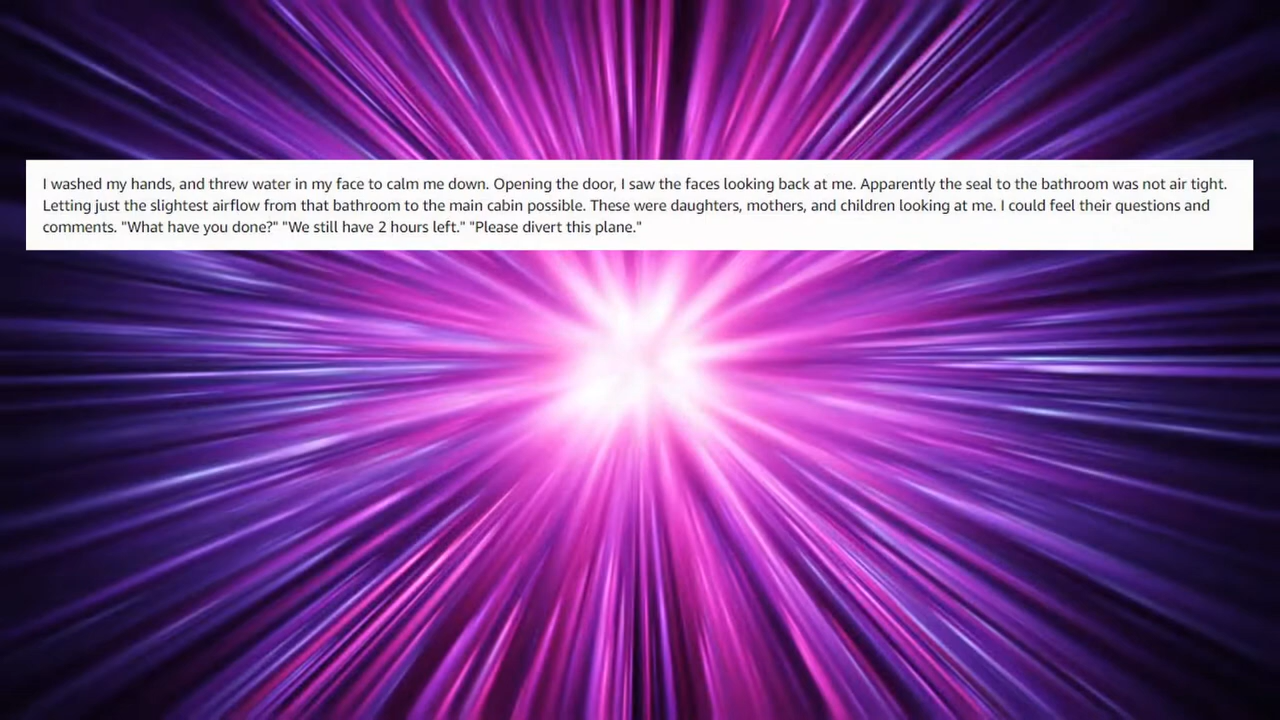 I washed my hands, and threw water in my face to calm me down. Opening the door, I saw the faces looking back at me. Apparently the seal to the bathroom was not air tight.
Letting just the slightest airflow from that bathroom to the main cabin possible. These were daughters, mothers, and children looking at me. I could feel their questions and
comments. "What have you done?" "We still have 2 hours left." "Please divert this plane."